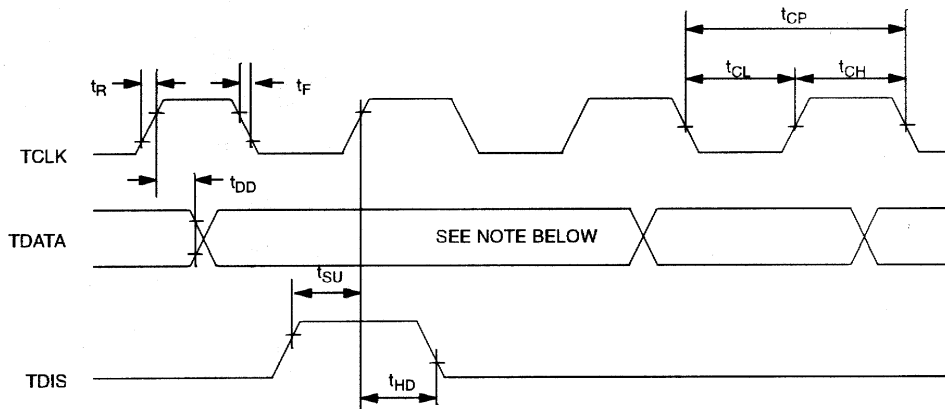 tCP
tCL
tCH
tR
tF
TCLK
tDD
TDATA
SEE NOTE BELOW
tSU
TDIS
tHD